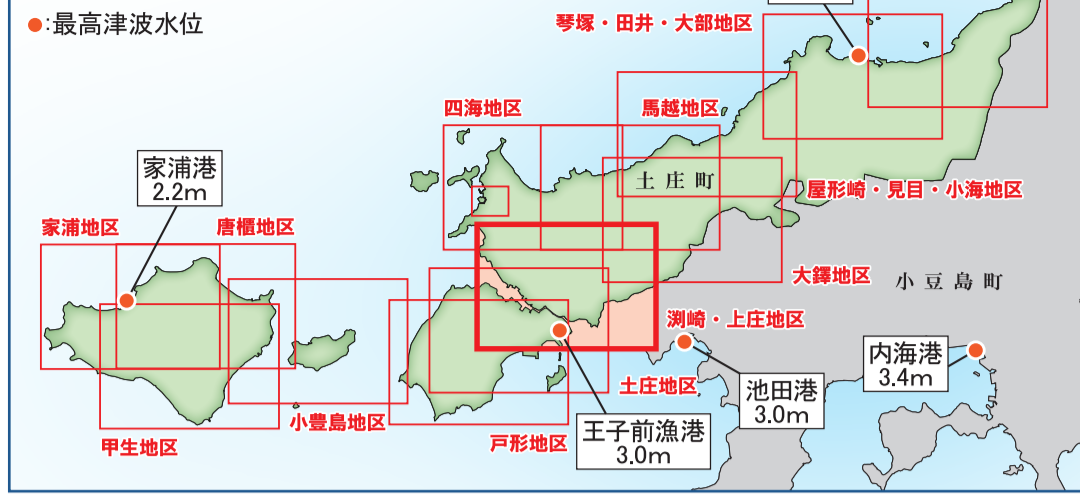 ●:最高津波水位
琴塚・田井・大部地区
四海地区
馬越地区
家浦港
2.2m
土庄町
屋形崎・見目・小海地区
家浦地区
唐櫃地区
大鐸地区
小豆島町
渕崎・上庄地区
内海港
3.4m
土庄地区
池田港
3.0m
小豊島地区
甲生地区
戸形地区
王子前漁港
3.0m